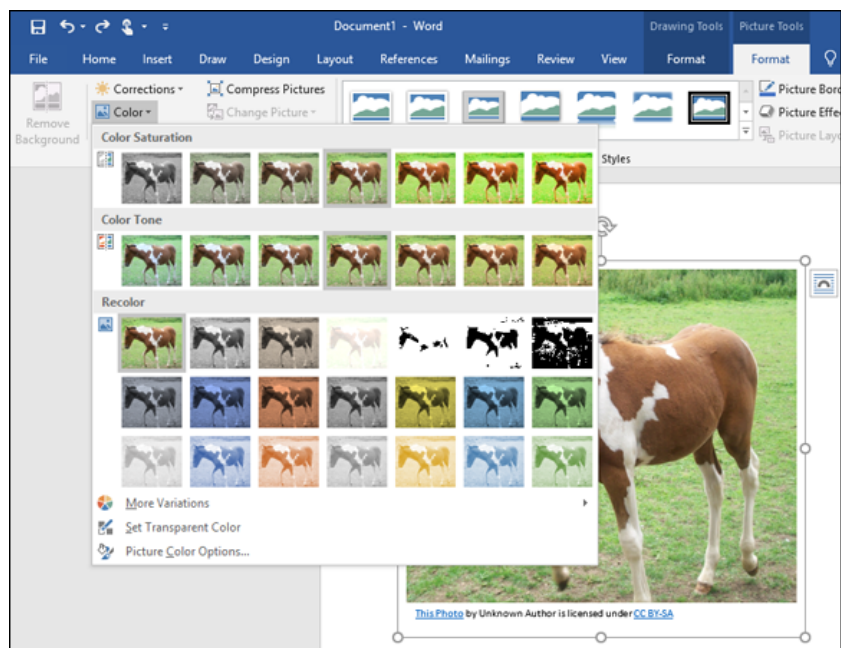 Document1 - Word
Drawing Tools
Picture Tools
File
Home
Insert
Draw
Design
Layout
References
Mailings
Review
View
Format
Format
Remove
Background
Corrections
Color
Compress Pictures
Change Picture
Picture Bord
Picture Effe
Picture Layo
Styles
Color Saturation
Color Tone
Recolor
More Variations
Set Transparent Color
Picture Color Options...
This Photo by Unknown Author is licensed under CC BY-SA